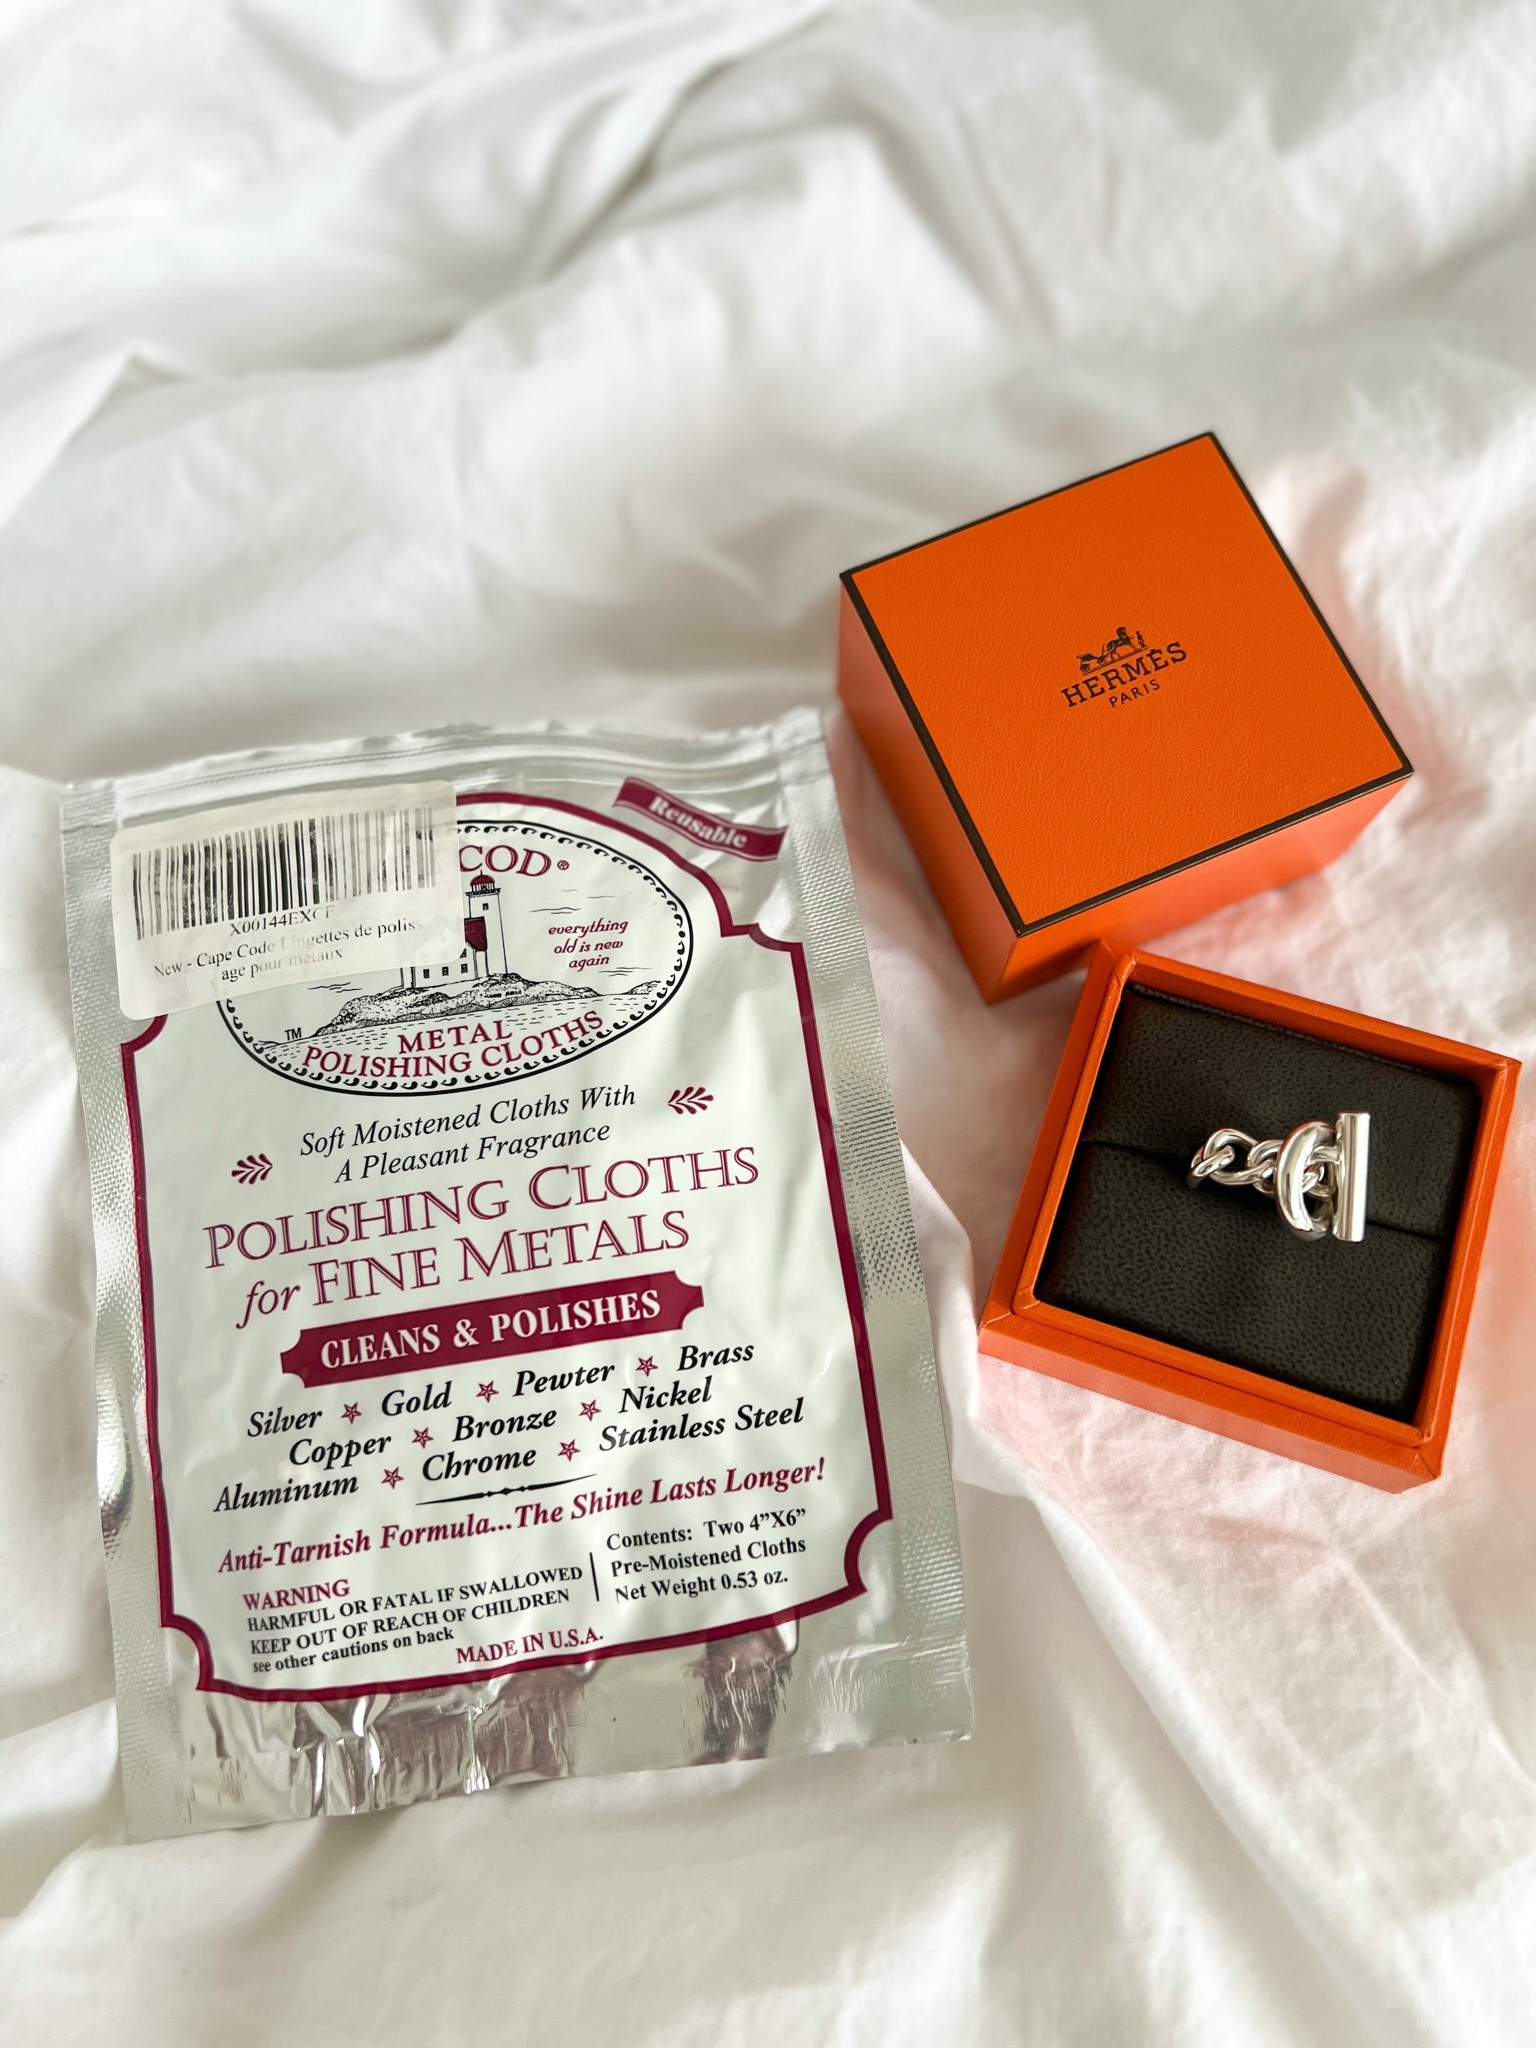 Reusable
COD®
X00144EXCF
New - Cape Code Lingettes de poliss
age pour métaux
everything
old is new
again
TM
METAL
POLISHING CLOTHS
Soft Moistened Cloths With
A Pleasant Fragrance
POLISHING CLOTHS
for FINE METALS
CLEANS & POLISHES
Silver ★ Gold ★ Pewter ★ Brass
Copper ★ Bronze ★ Nickel
Aluminum ★ Chrome ★ Stainless Steel
Anti-Tarnish Formula...The Shine Lasts Longer!
WARNING
HARMFUL OR FATAL IF SWALLOWED
KEEP OUT OF REACH OF CHILDREN
see other cautions on back
Contents: Two 4”X6”
Pre-Moistened Cloths
Net Weight 0.53 oz.
MADE IN U.S.A.
HERMÈS
PARIS